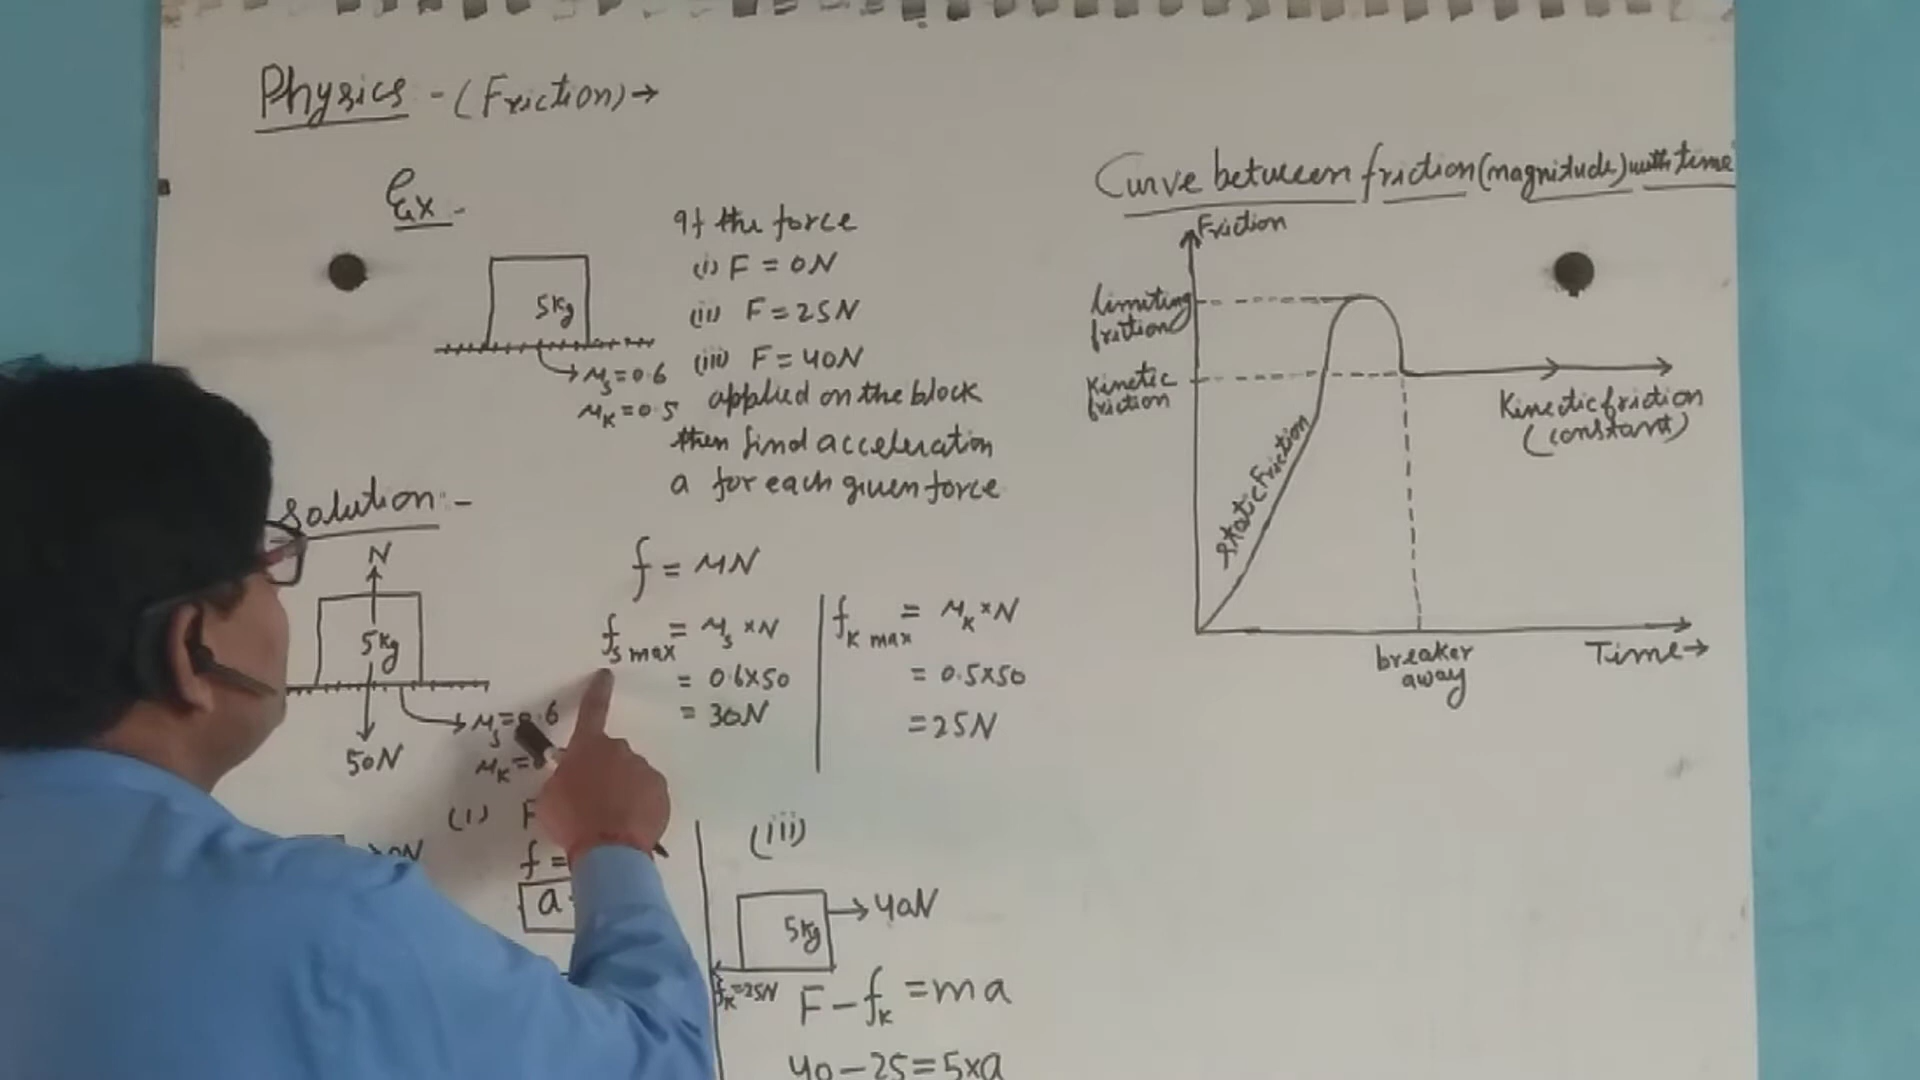 Physics - (Friction) →
Ex -
5kg
μs = 0.6
μK = 0.5
If the force
(i) F = 0N
(ii) F = 25N
(iii) F = 40N
applied on the block
then find acceleration
a for each given force
Solution: -
N
5kg
50N
μs = 0.6
μK =
f = μN
fs max = μs × N
= 0.6×50
= 30N
fK max = μK × N
= 0.5×50
= 25N
(i) F
f =
a
(iii)
5kg
40N
fK = 25N
F - fK = ma
40 - 25 = 5×a
Curve between friction (magnitude) with time
Friction
limiting
friction
Kinetic
friction
Static Friction
Kinetic friction
(constant)
breaker
away
Time →